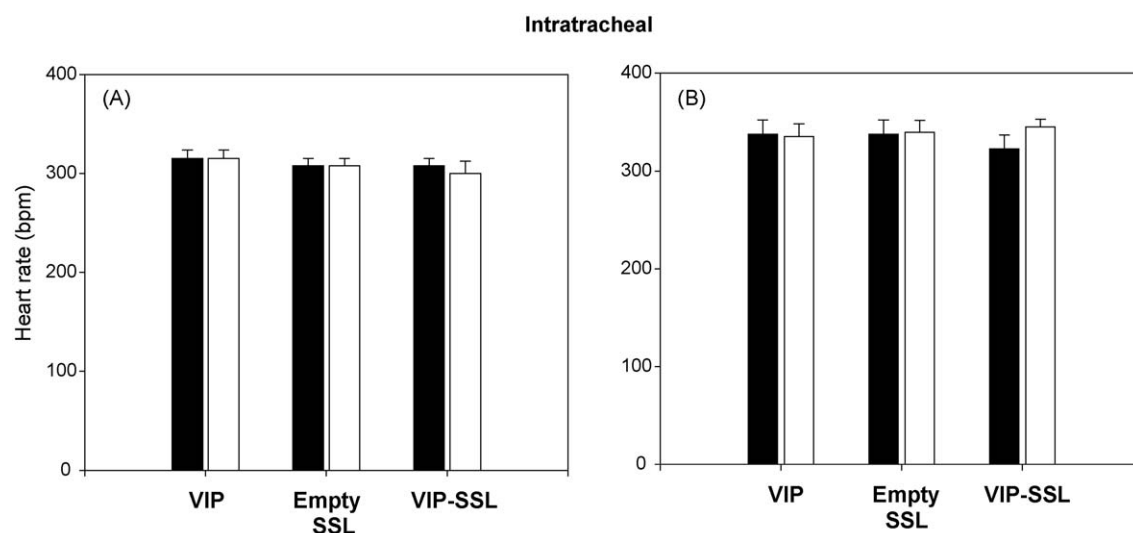 Intratracheal
(A)
Heart rate (bpm)
400
300
200
100
0
VIP
Empty
SSL
VIP-SSL
(B)
400
300
200
100
0
VIP
Empty
SSL
VIP-SSL